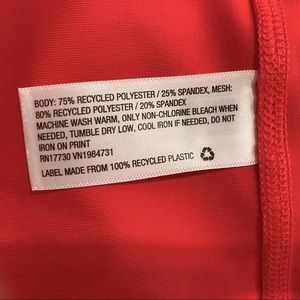 BODY: 75% RECYCLED POLYESTER / 25% SPANDEX, MESH:
80% RECYCLED POLYESTER / 20% SPANDEX
MACHINE WASH WARM, ONLY NON-CHLORINE BLEACH WHEN
NEEDED, TUMBLE DRY LOW, COOL IRON IF NEEDED, DO NOT
IRON ON PRINT
RN17730 VN1984731
LABEL MADE FROM 100% RECYCLED PLASTIC